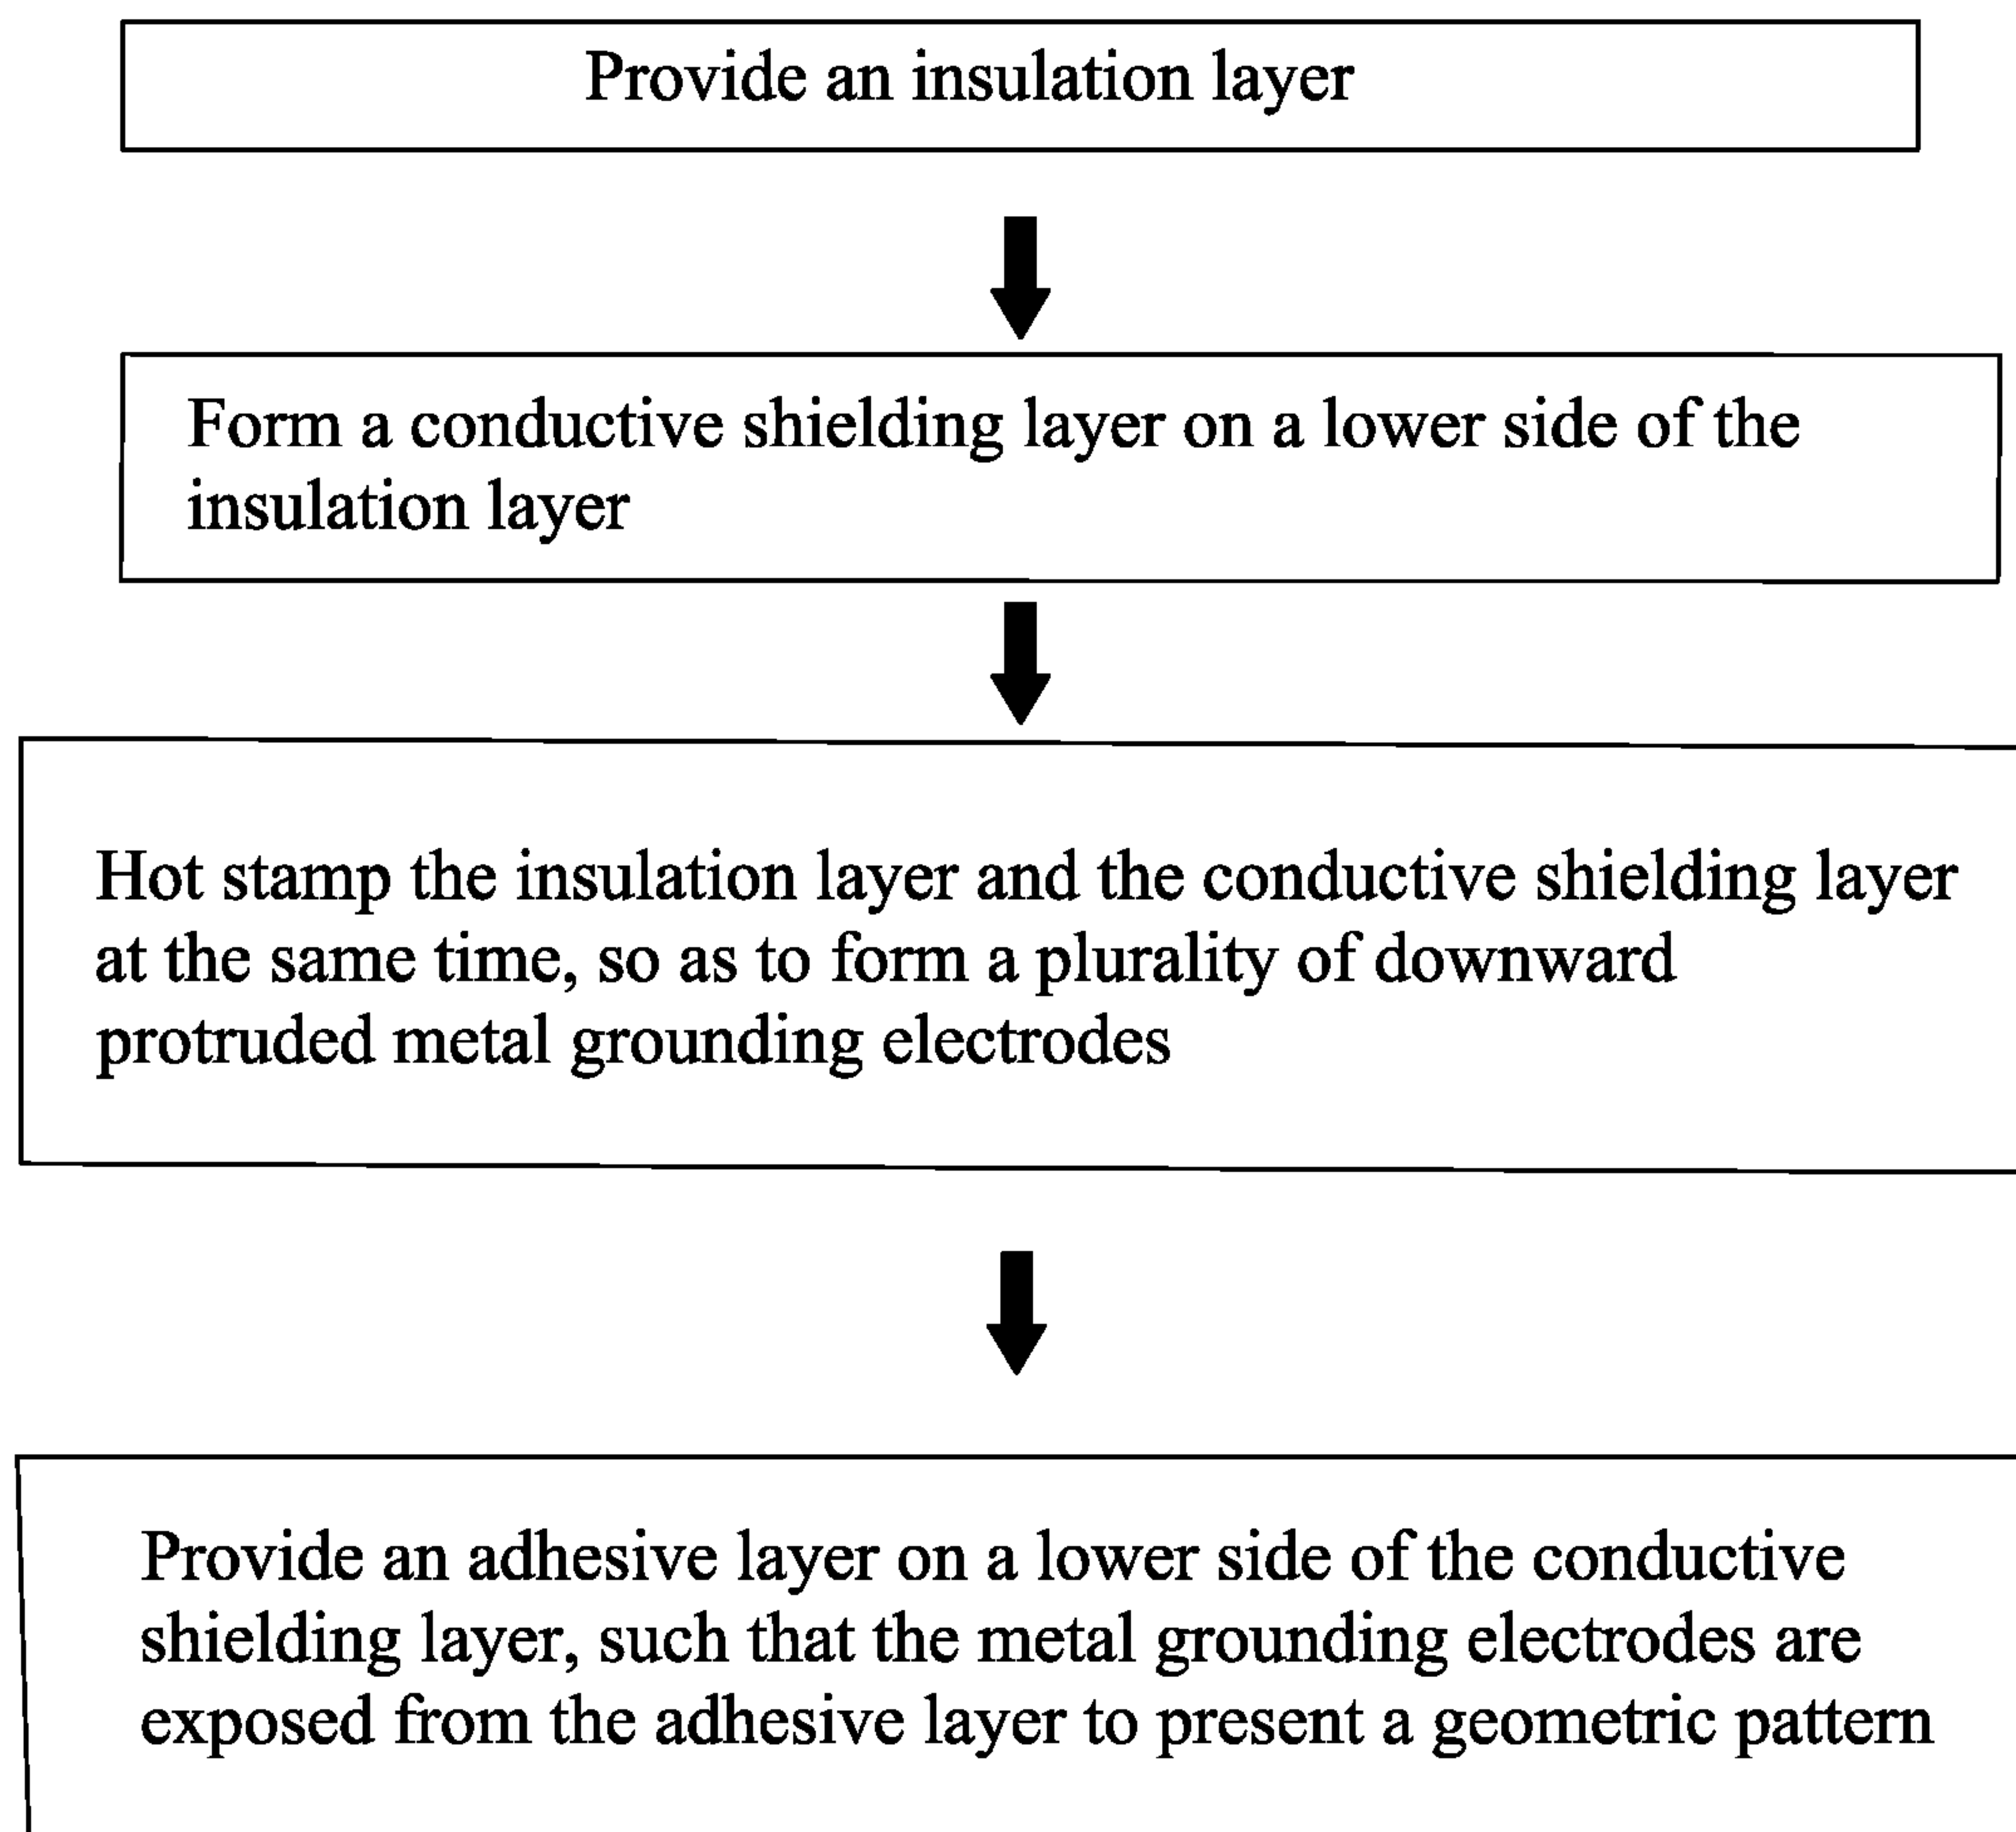 Provide an insulation layer
Form a conductive shielding layer on a lower side of the
insulation layer
Hot stamp the insulation layer and the conductive shielding layer
at the same time, so as to form a plurality of downward
protruded metal grounding electrodes
Provide an adhesive layer on a lower side of the conductive
shielding layer, such that the metal grounding electrodes are
exposed from the adhesive layer to present a geometric pattern